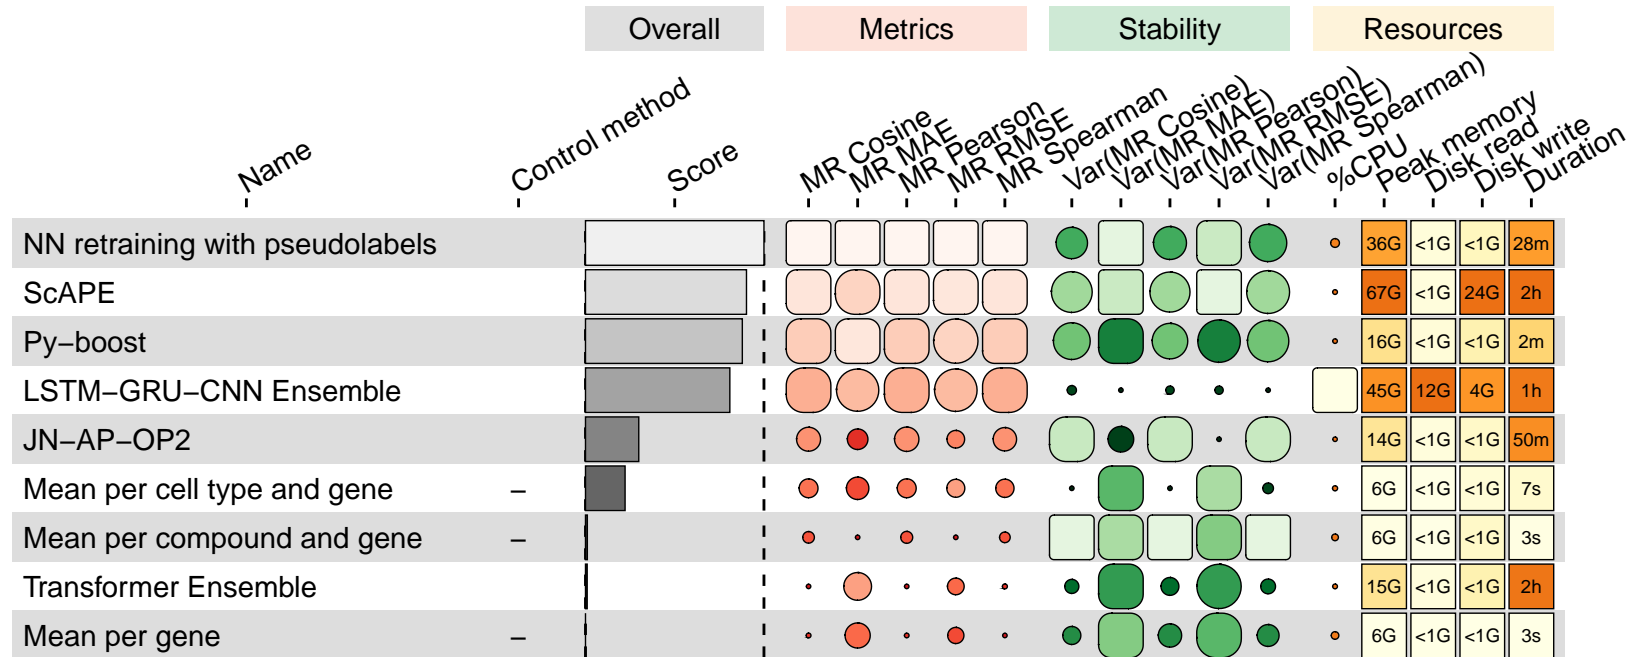 Overall Metrics Stability Resources
Name Control method Score MR Cosine MR MAE MR Pearson MR RMSE MR Spearman Var(MR Cosine) Var(MR MAE) Var(MR Pearson) Var(MR RMSE) Var(MR Spearman) %CPU Peak memory Disk read Disk write Duration
NN retraining with pseudolabels 36G <1G <1G 28m
ScAPE 67G <1G 24G 2h
Py−boost 16G <1G <1G 2m
LSTM−GRU−CNN Ensemble 45G 12G 4G 1h
JN−AP−OP2 14G <1G <1G 50m
Mean per cell type and gene − 6G <1G <1G 7s
Mean per compound and gene − 6G <1G <1G 3s
Transformer Ensemble 15G <1G <1G 2h
Mean per gene − 6G <1G <1G 3s